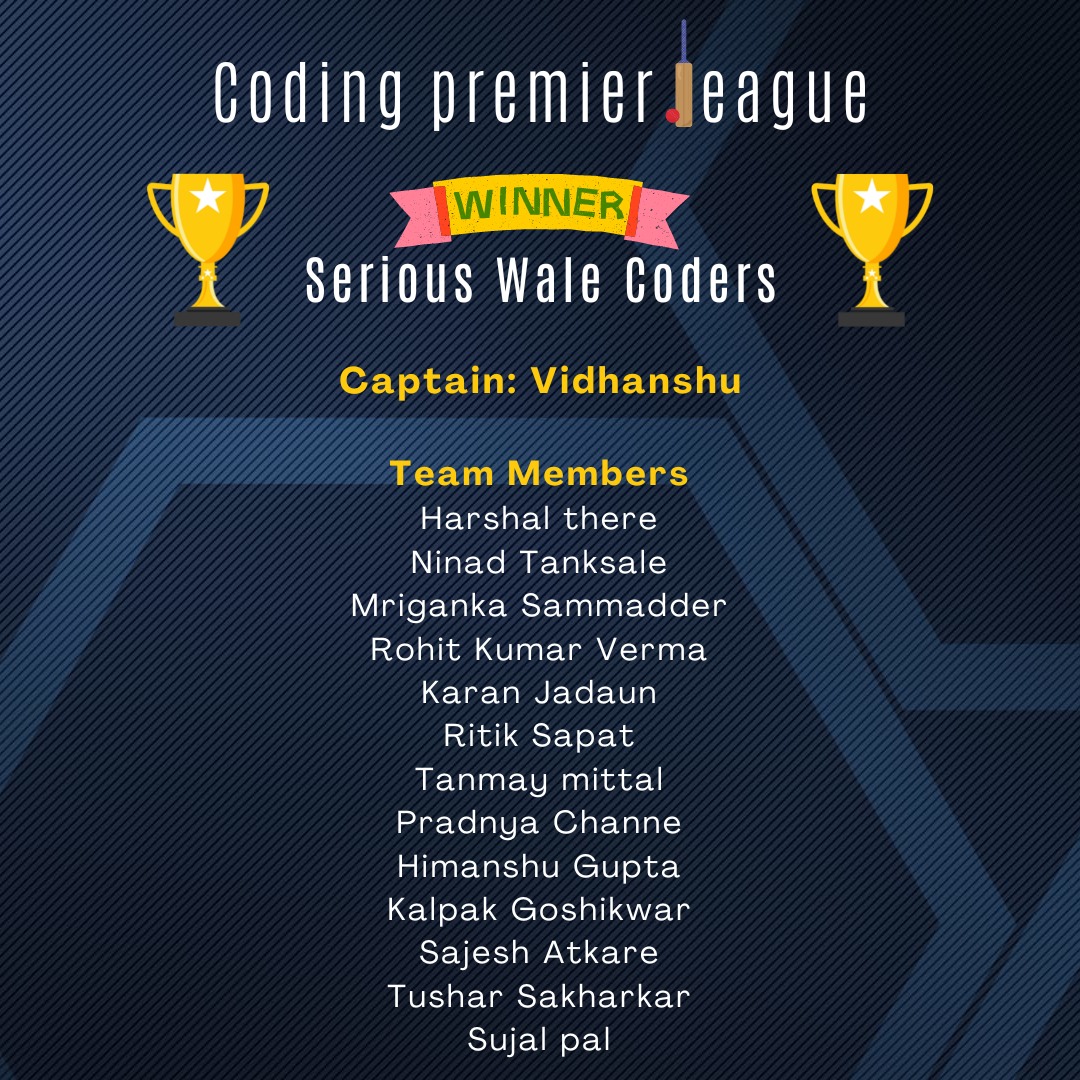 Coding premier league
WINNER
Serious Wale Coders
Captain: Vidhanshu
Team Members
Harshal there
Ninad Tanksale
Mriganka Sammadder
Rohit Kumar Verma
Karan Jadaun
Ritik Sapat
Tanmay mittal
Pradnya Channe
Himanshu Gupta
Kalpak Goshikwar
Sajesh Atkare
Tushar Sakharkar
Sujal pal